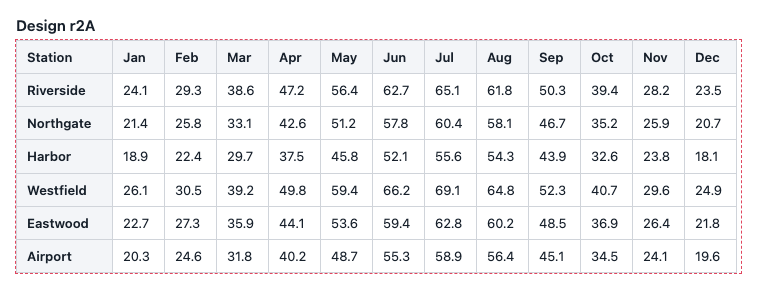 Design r2A
Station Jan Feb Mar Apr May Jun Jul Aug Sep Oct Nov Dec
Riverside 24.1 29.3 38.6 47.2 56.4 62.7 65.1 61.8 50.3 39.4 28.2 23.5
Northgate 21.4 25.8 33.1 42.6 51.2 57.8 60.4 58.1 46.7 35.2 25.9 20.7
Harbor 18.9 22.4 29.7 37.5 45.8 52.1 55.6 54.3 43.9 32.6 23.8 18.1
Westfield 26.1 30.5 39.2 49.8 59.4 66.2 69.1 64.8 52.3 40.7 29.6 24.9
Eastwood 22.7 27.3 35.9 44.1 53.6 59.4 62.8 60.2 48.5 36.9 26.4 21.8
Airport 20.3 24.6 31.8 40.2 48.7 55.3 58.9 56.4 45.1 34.5 24.1 19.6